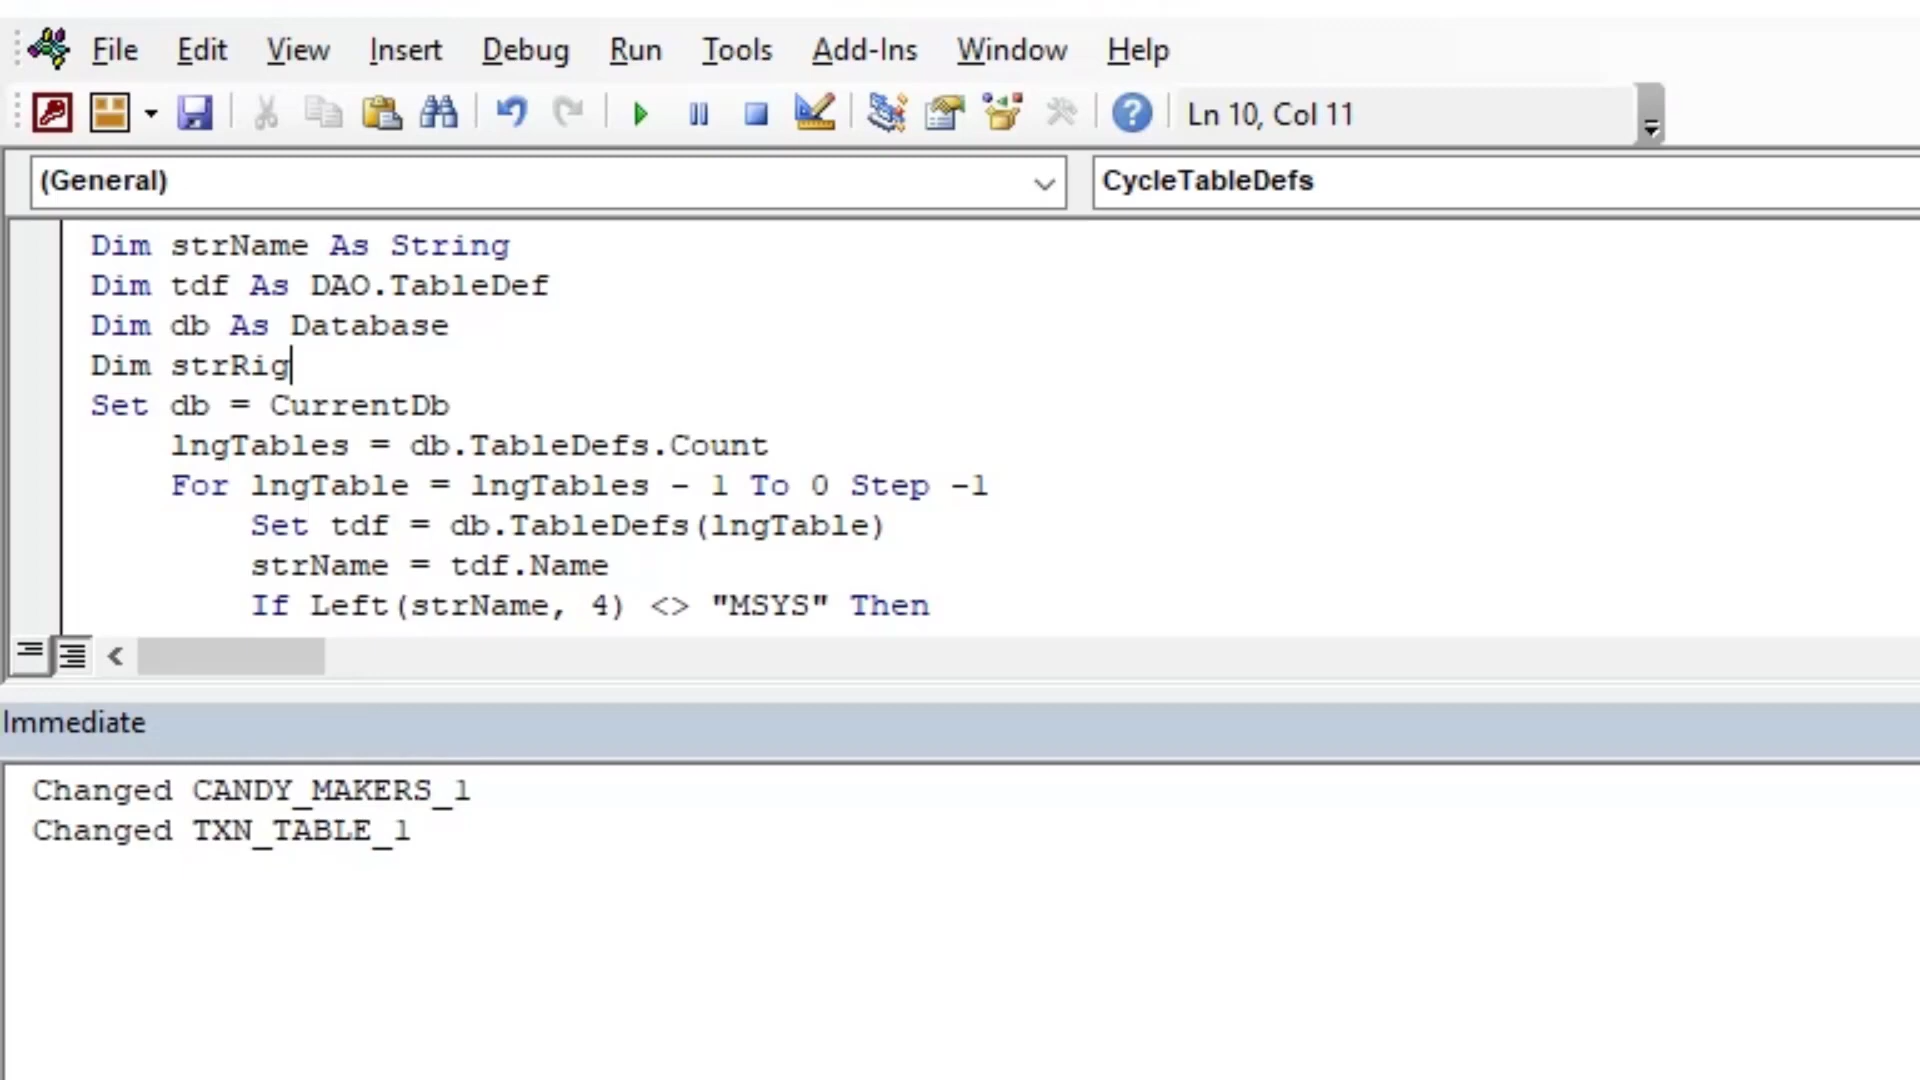 File Edit View Insert Debug Run Tools Add-Ins Window Help
Ln 10, Col 11
(General) CycleTableDefs
Dim strName As String
Dim tdf As DAO.TableDef
Dim db As Database
Dim strRig
Set db = CurrentDb
lngTables = db.TableDefs.Count
For lngTable = lngTables - 1 To 0 Step -1
Set tdf = db.TableDefs(lngTable)
strName = tdf.Name
If Left(strName, 4) <> "MSYS" Then
Immediate
Changed CANDY_MAKERS_1
Changed TXN_TABLE_1